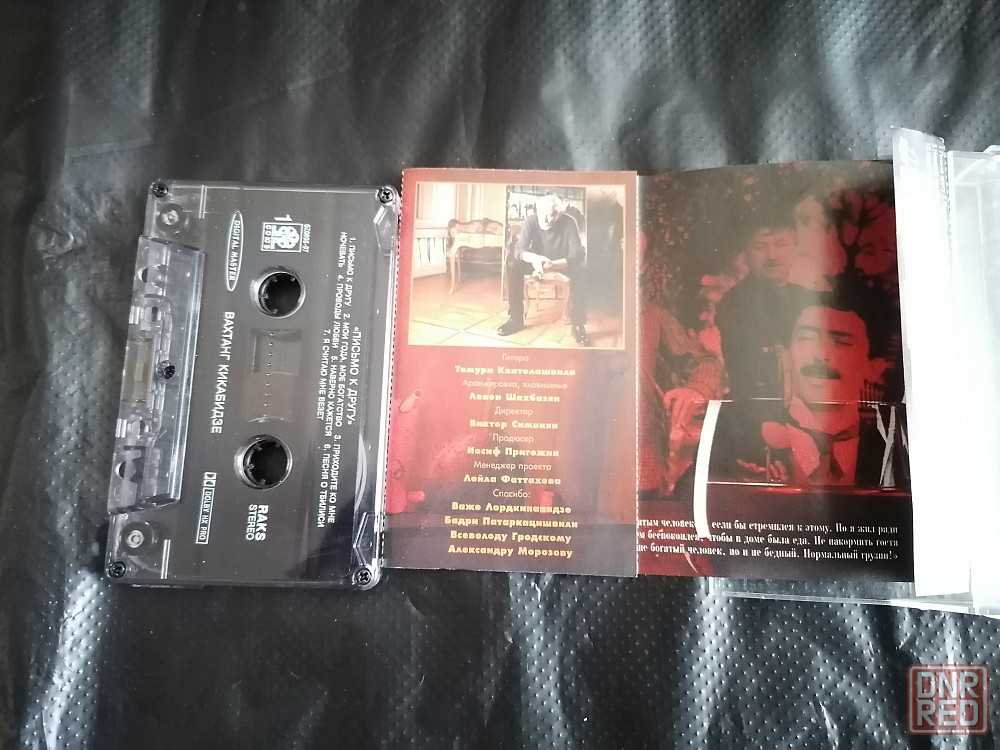 «ПИСЬМО К ДРУГУ»
1. ПИСЬМО К ДРУГУ 2. МОИ ГОДА, МОЕ БОГАТСТВО 3. ПРИХОДИТЕ КО МНЕ
НОЧЕВАТЬ 4. ПРОВОДЫ ЛЮБВИ 5. НАВЕРНО КАЖЕТСЯ 6. ПЕСНЯ О ТБИЛИСИ
7. Я СЧИТАЮ МНЕ ВЕЗЕТ
1
DIGITAL MASTER
ВАХТАНГ КИКАБИДЗЕ
RAKS
STEREO
DOLBY HX PRO
Гитара
Темури Квителашвили
Аранжировка, клавишные
Левон Шахбазян
Директор
Виктор Симонян
Продюсер
Иосиф Пригожин
Менеджер проекта
Лейла Фаттахова
Спасибо:
Важе Лордкипанидзе
Бадри Патаркацишвили
Всеволоду Гродскому
Александру Морозову
если бы стремился к этому. Но я жил ради
беспокоился, чтобы в доме была еда. Не накормить гостя
не богатый человек, но и не бедный. Нормальный грузин!»
DNR
RED